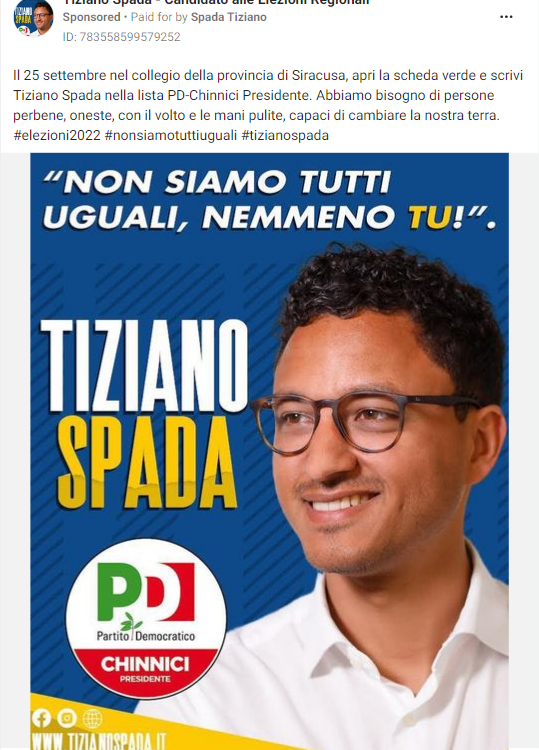 Tiziano Spada - Candidato alle Elezioni Regionali
Sponsored • Paid for by Spada Tiziano
ID: 783558599579252
Il 25 settembre nel collegio della provincia di Siracusa, apri la scheda verde e scrivi
Tiziano Spada nella lista PD-Chinnici Presidente. Abbiamo bisogno di persone
perbene, oneste, con il volto e le mani pulite, capaci di cambiare la nostra terra.
#elezioni2022 #nonsiamotuttiuguali #tizianospada
"NON SIAMO TUTTI
UGUALI, NEMMENO TU!".
TIZIANO
SPADA
PD
Partito Democratico
CHINNICI
PRESIDENTE
WWW.TIZIANOSPADA.IT